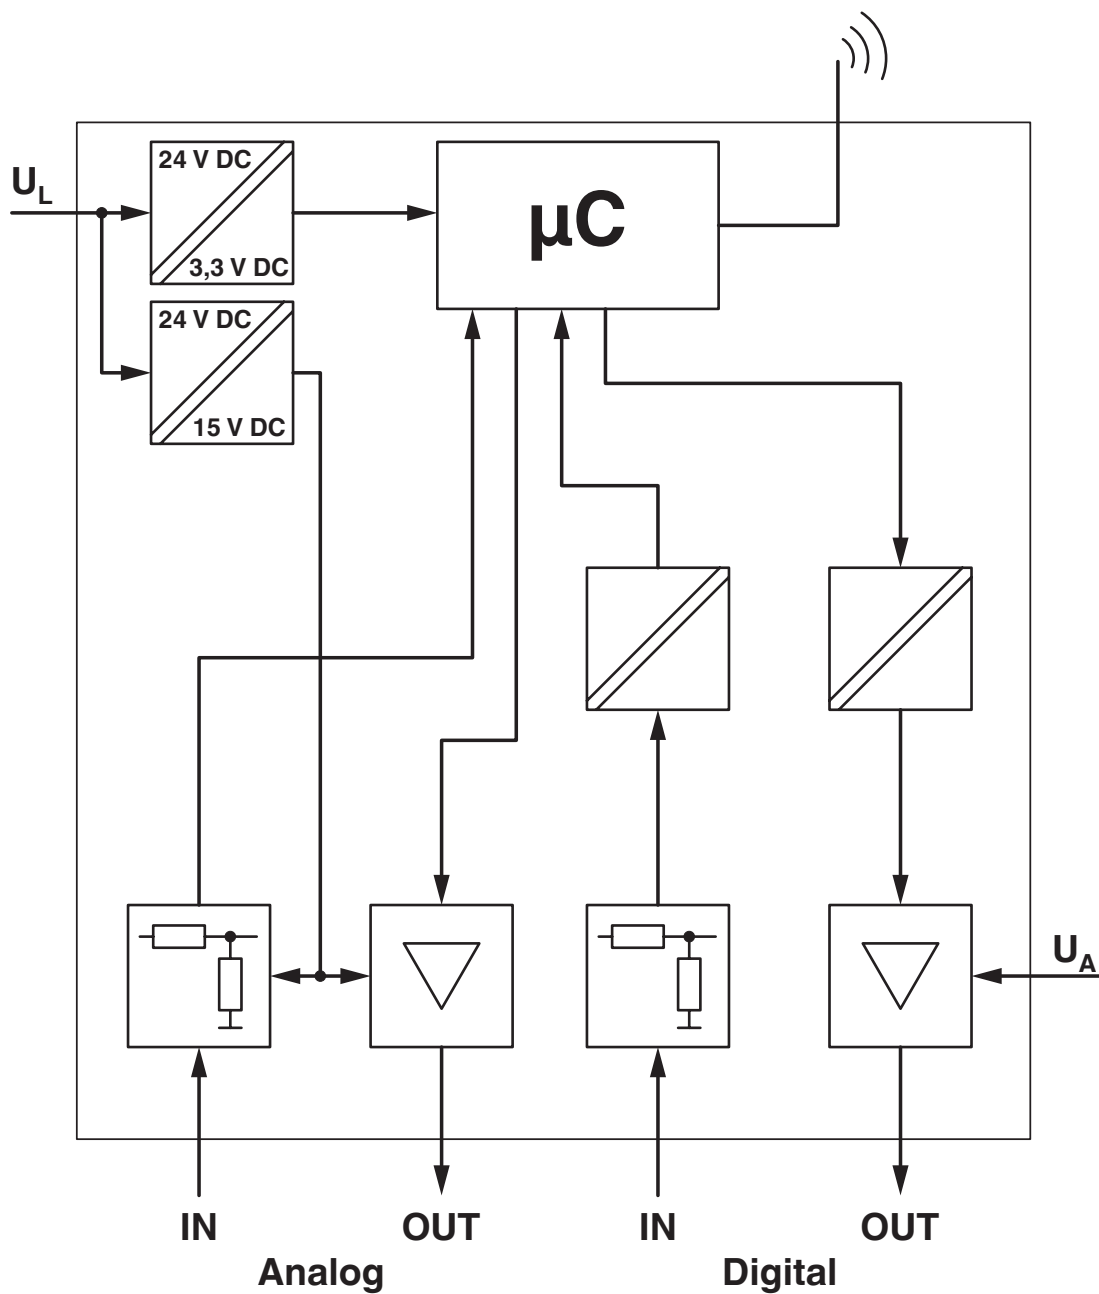 U_L
24 V DC
3,3 V DC
µC
24 V DC
15 V DC
U_A
IN
OUT
IN
OUT
Analog
Digital